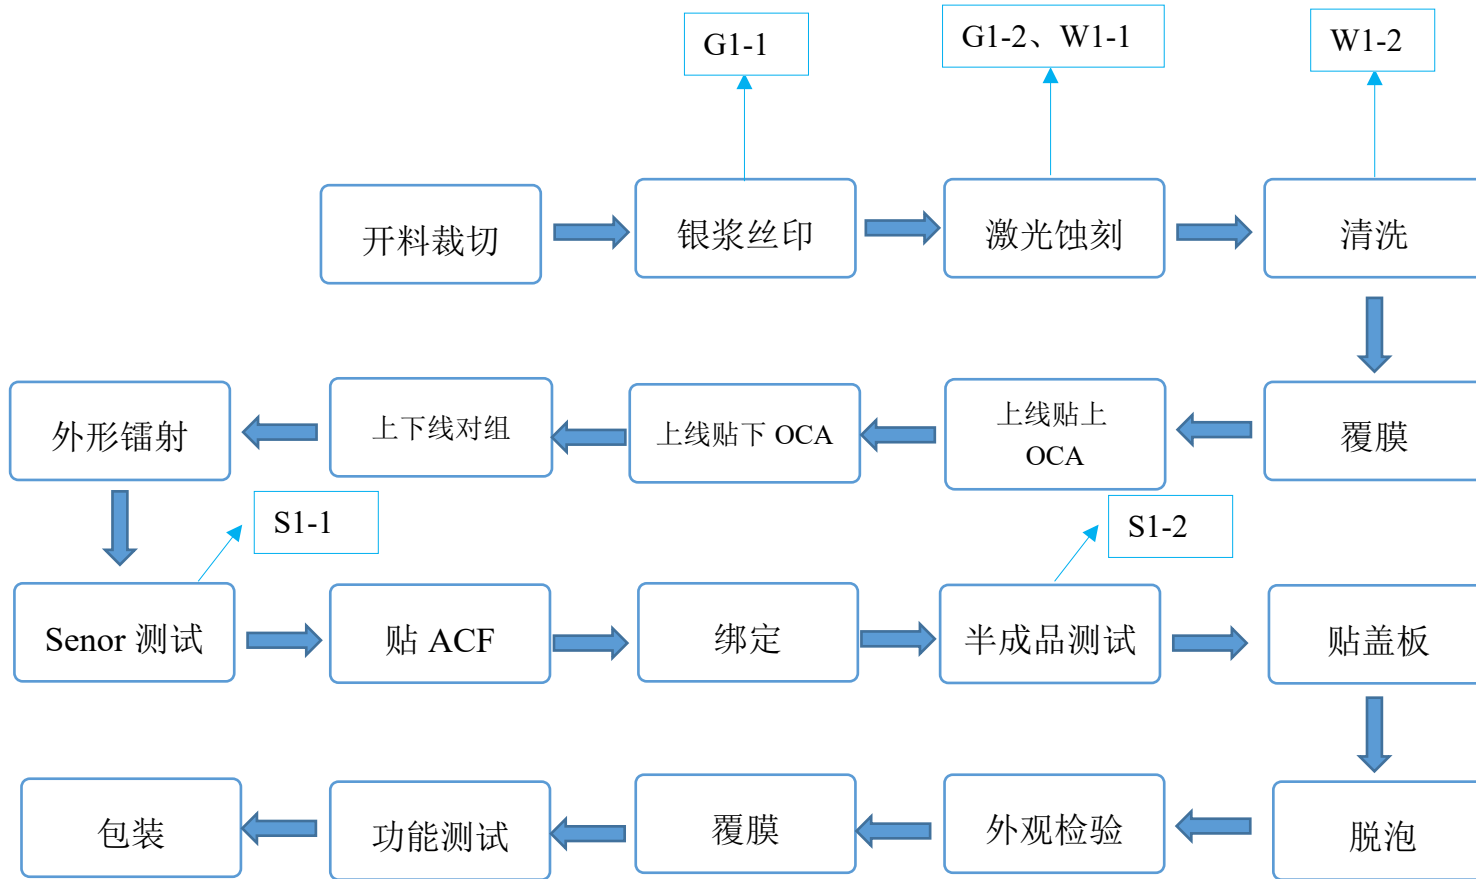 G1-1
G1-2、W1-1
W1-2
开料裁切
银浆丝印
激光蚀刻
清洗
外形镭射
上下线对组
上线贴下 OCA
上线贴上
OCA
覆膜
S1-1
S1-2
Senor 测试
贴 ACF
绑定
半成品测试
贴盖板
包装
功能测试
覆膜
外观检验
脱泡